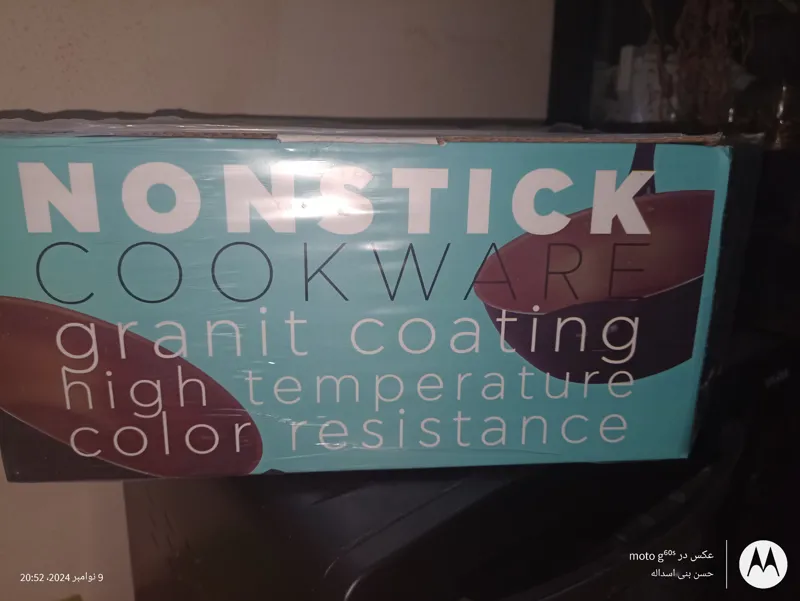 NONSTICK
COOKWARE
granit coating
high temperature
color resistance
عکس در moto g⁶⁰ˢ
حسن بنی اسداله
9 نوامبر 2024، 20:52